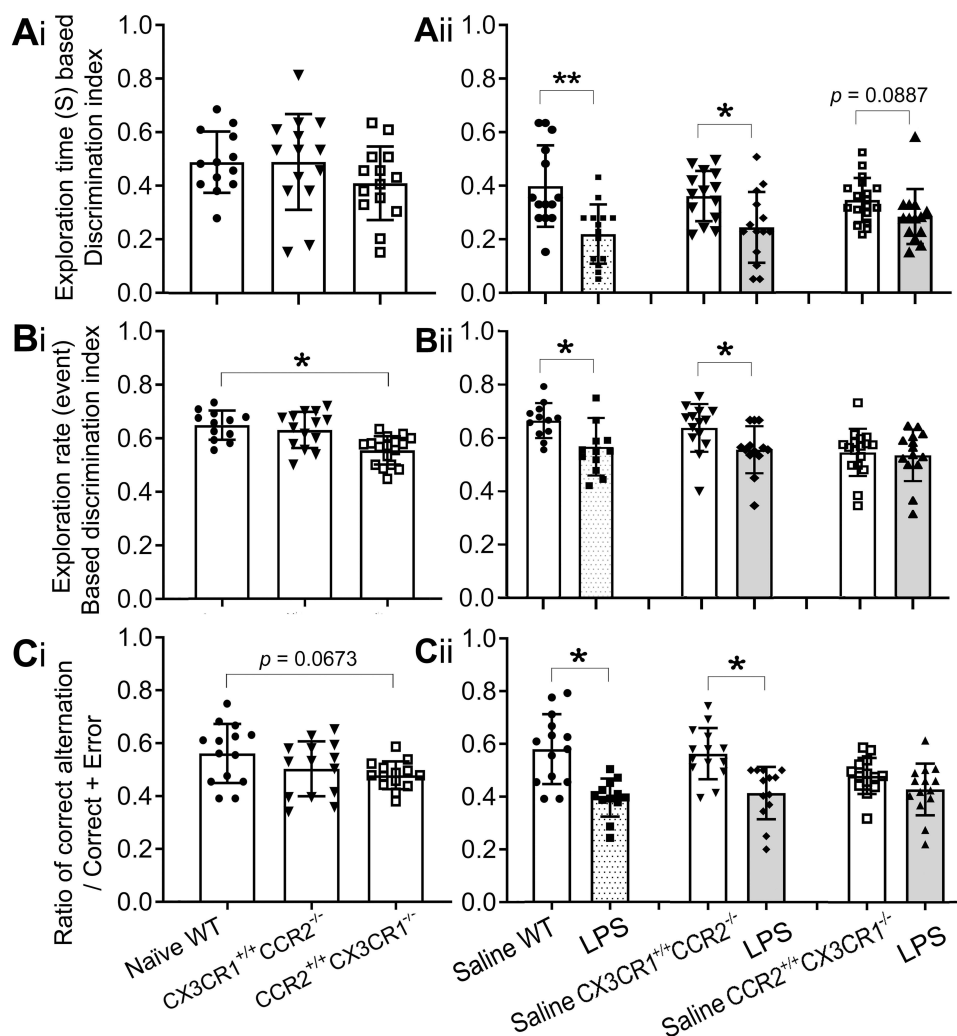 Ai
Exploration time (S) based
Discrimination index
1.0
0.8
0.6
0.4
0.2
0.0
Aii
1.0
0.8
0.6
0.4
0.2
0.0
**
*
p = 0.0887
Bi
Exploration rate (event)
Based discrimination index
1.0
0.8
0.6
0.4
0.2
0.0
*
Bii
1.0
0.8
0.6
0.4
0.2
0.0
*
*
Ci
Ratio of correct alternation
/ Correct + Error
1.0
0.8
0.6
0.4
0.2
0.0
p = 0.0673
Cii
1.0
0.8
0.6
0.4
0.2
0.0
*
*
Naïve WT
CX3CR1+/+CCR2-/-
CCR2+/+CX3CR1-/-
Saline WT
LPS
Saline CX3CR1+/+CCR2-/-
LPS
Saline CCR2+/+CX3CR1-/-
LPS